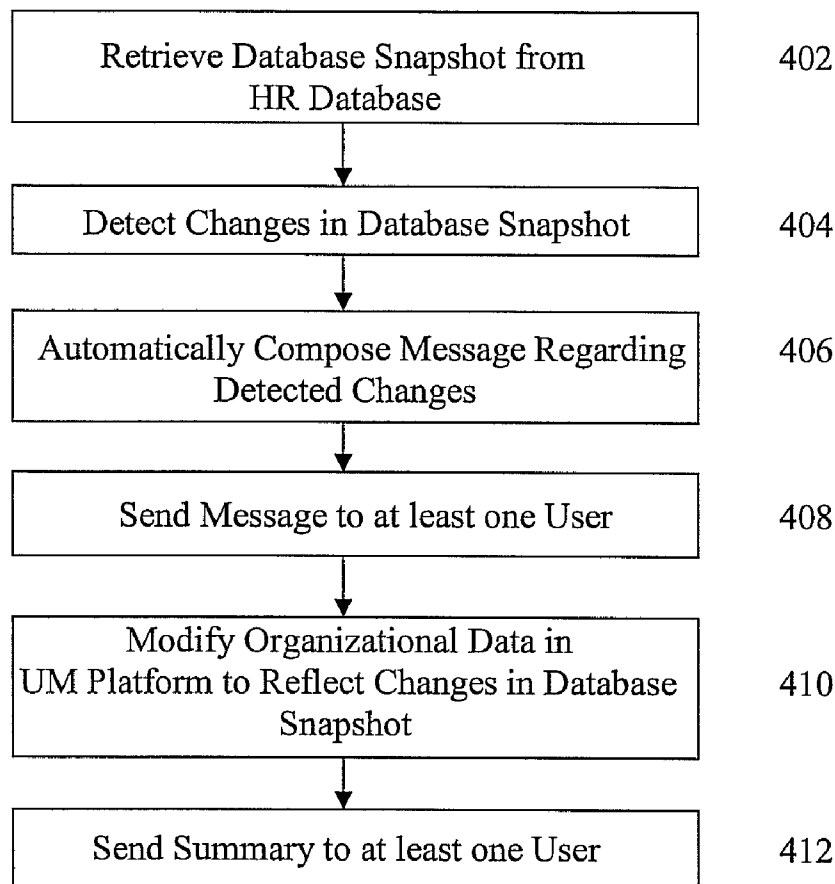 Retrieve Database Snapshot from 402
HR Database
Detect Changes in Database Snapshot 404
Automatically Compose Message Regarding 406
Detected Changes
Send Message to at least one User 408
Modify Organizational Data in
UM Platform to Reflect Changes in Database 410
Snapshot
Send Summary to at least one User 412